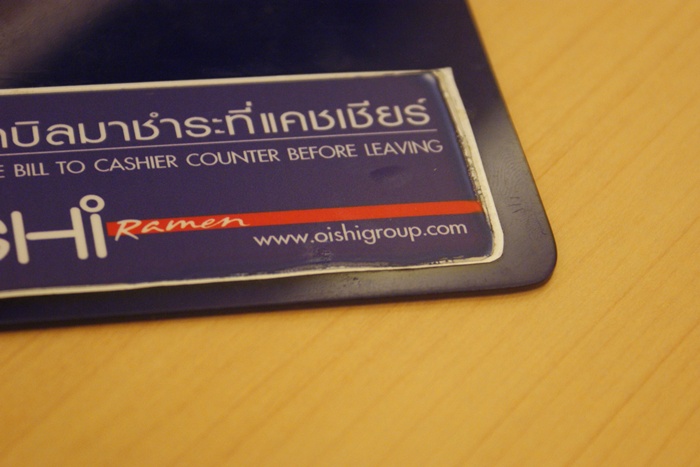 บิลมาชำระที่แคชเชียร์
BILL TO CASHIER COUNTER BEFORE LEAVING
Ramen
www.oishigroup.com